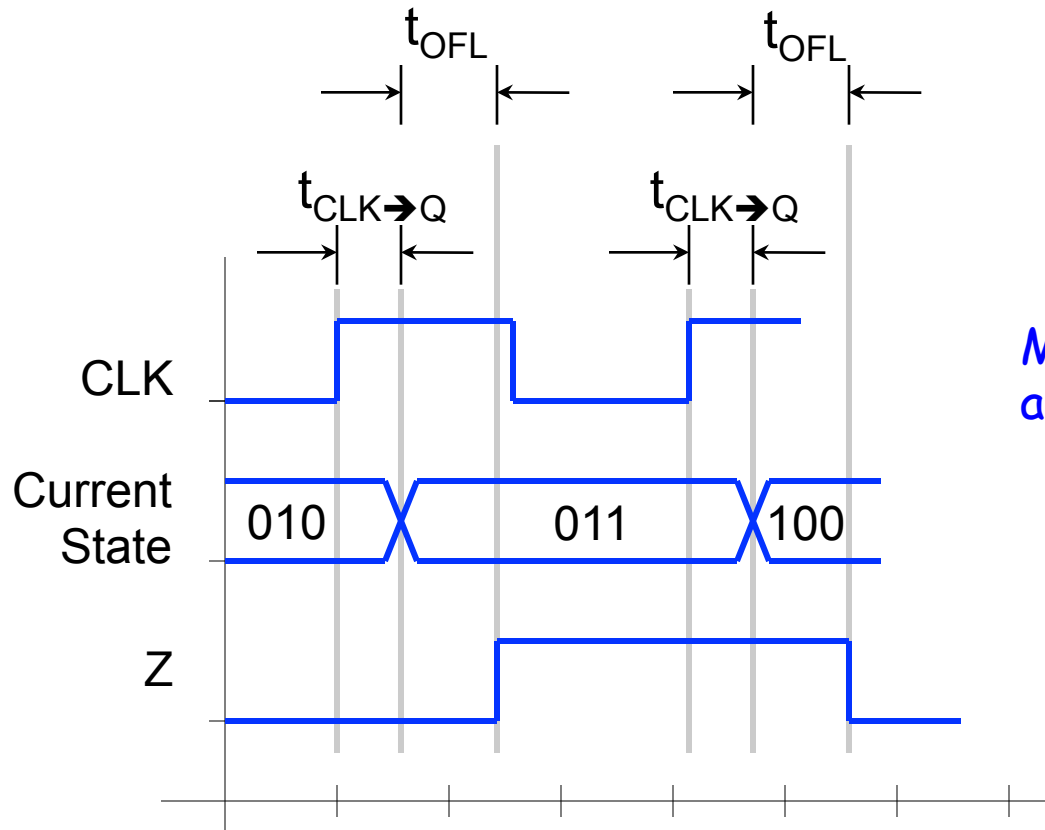 tOFL tOFL
tCLK➔Q tCLK➔Q
CLK
Current
State
010 011 100
Z